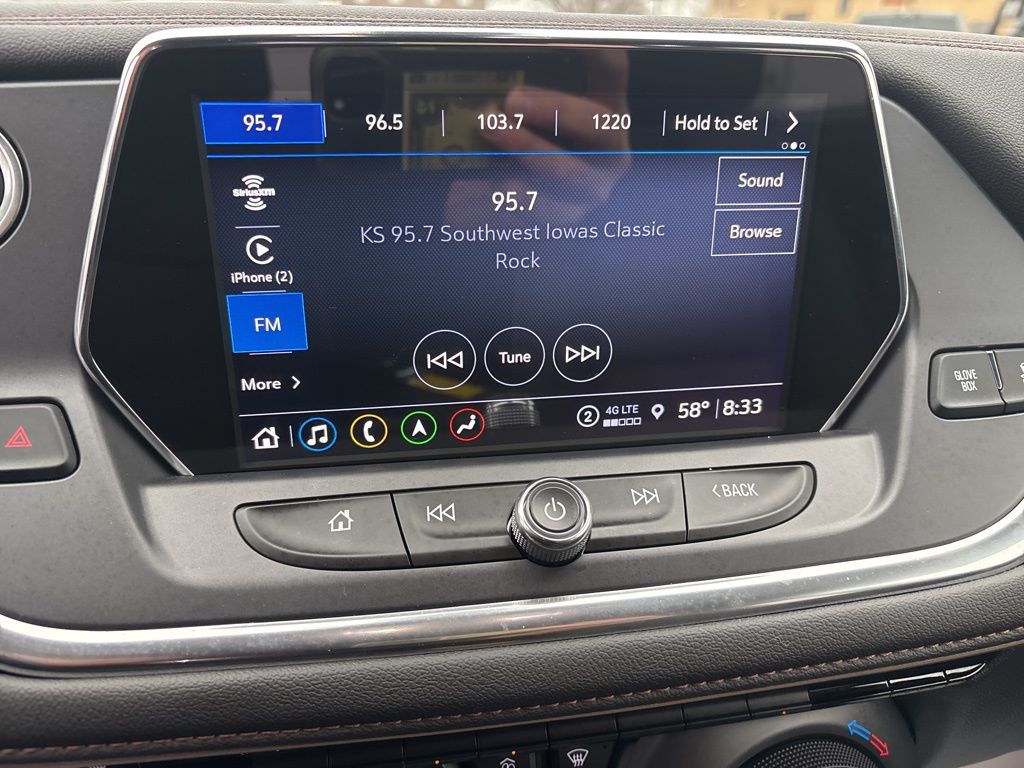 95.7 96.5 103.7 1220 Hold to Set
SiriusXM
95.7
Sound
KS 95.7 Southwest Iowas Classic
Rock
Browse
iPhone (2)
FM
Tune
More
2 4G LTE 58° 8:33
GLOVE
BOX
BACK